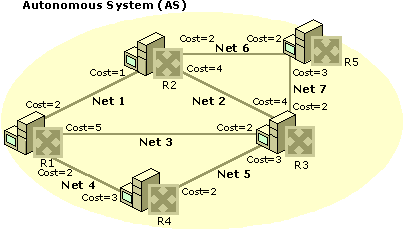 Autonomous System (AS)
Cost=2
Cost=2
Net 6
R5
Cost=1
Cost=4
Cost=3
R2
Net 7
Net 1
Net 2
Cost=2
Cost=4
Cost=2
Cost=5
Cost=2
Net 3
R1
R3
Cost=2
Cost=3
Net 4
Net 5
Cost=3
Cost=2
R4